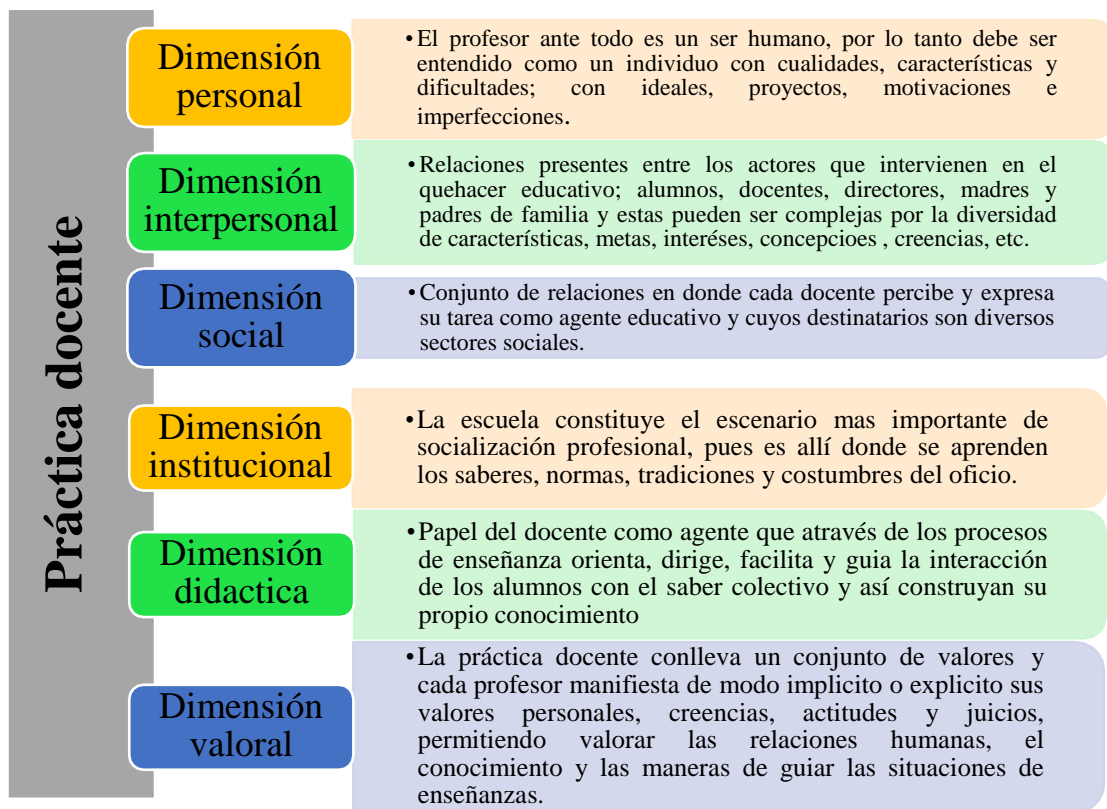 Práctica docente
Dimensión
personal
•El profesor ante todo es un ser humano, por lo tanto debe ser
entendido como un individuo con cualidades, características y
dificultades; con ideales, proyectos, motivaciones e
imperfecciones.
Dimensión
interpersonal
•Relaciones presentes entre los actores que intervienen en el
quehacer educativo; alumnos, docentes, directores, madres y
padres de familia y estas pueden ser complejas por la diversidad
de características, metas, interéses, concepcioes , creencias, etc.
Dimensión
social
•Conjunto de relaciones en donde cada docente percibe y expresa
su tarea como agente educativo y cuyos destinatarios son diversos
sectores sociales.
Dimensión
institucional
•La escuela constituye el escenario mas importante de
socialización profesional, pues es allí donde se aprenden
los saberes, normas, tradiciones y costumbres del oficio.
Dimensión
didactica
•Papel del docente como agente que através de los procesos
de enseñanza orienta, dirige, facilita y guia la interacción
de los alumnos con el saber colectivo y así construyan su
propio conocimiento
Dimensión
valoral
•La práctica docente conlleva un conjunto de valores y
cada profesor manifiesta de modo implicito o explicito sus
valores personales, creencias, actitudes y juicios,
permitiendo valorar las relaciones humanas, el
conocimiento y las maneras de guiar las situaciones de
enseñanzas.